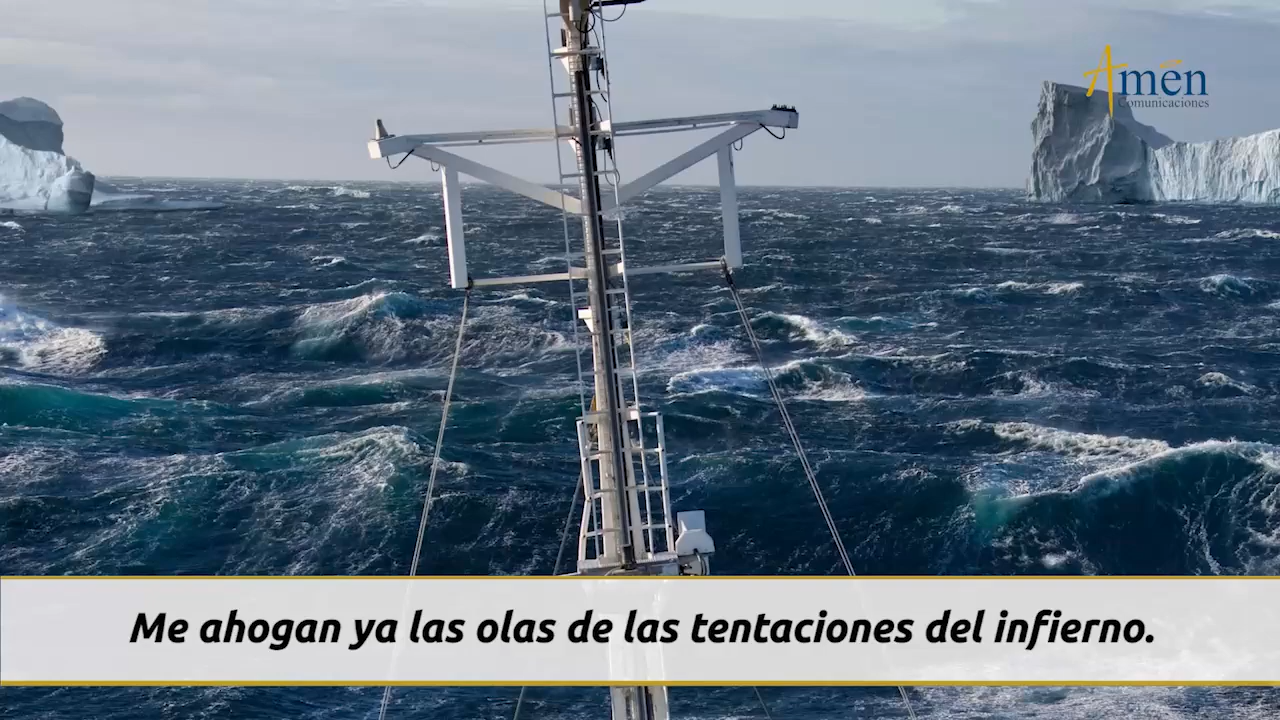 Amén
Comunicaciones
Me ahogan ya las olas de las tentaciones del infierno.